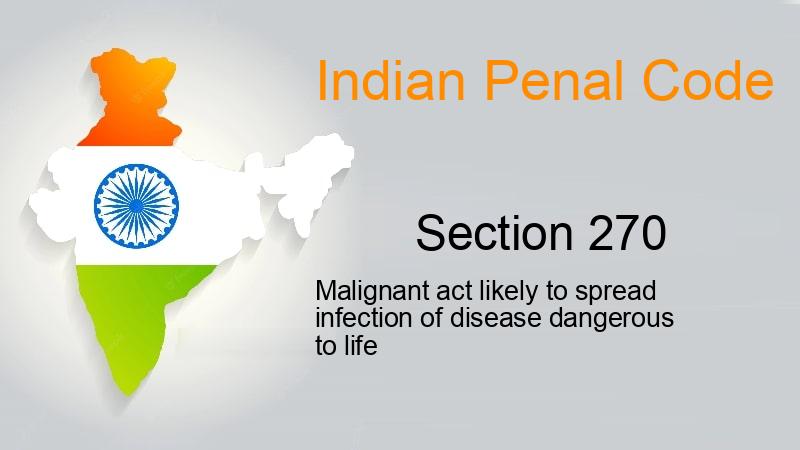 Indian Penal Code
Section 270
Malignant act likely to spread
infection of disease dangerous
to life